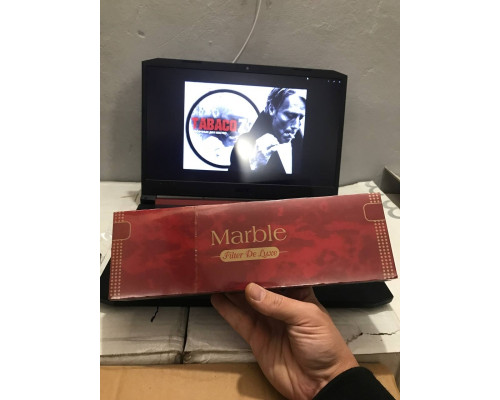 TABACO
Marble
Filter De Luxe